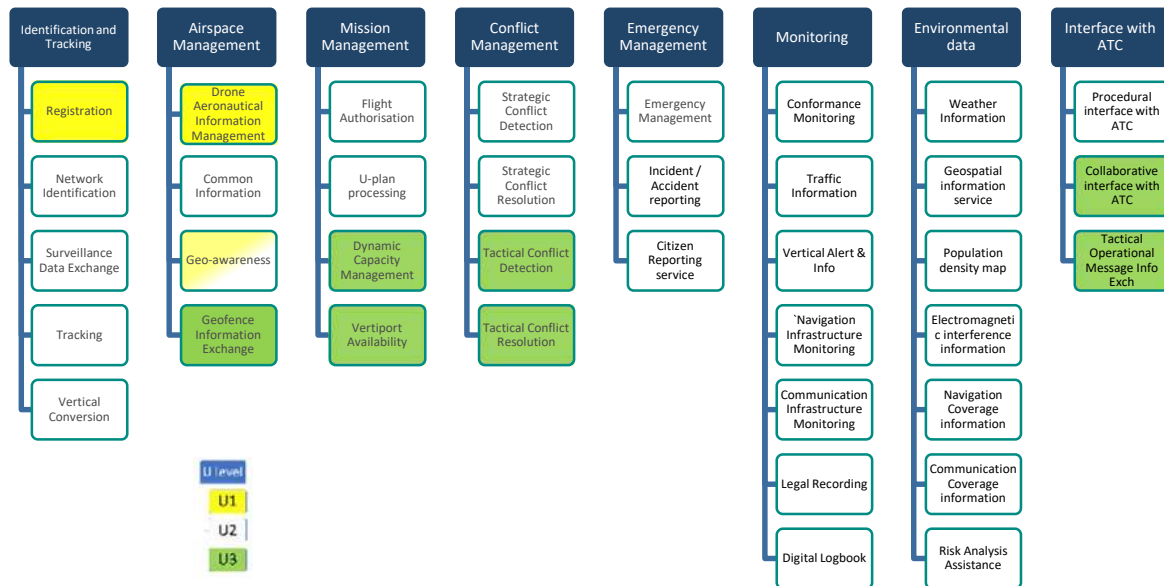 Identification and
Tracking
Registration
Network
Identification
Surveillance
Data Exchange
Tracking
Vertical
Conversion
Airspace
Management
Drone
Aeronautical
Information
Management
Common
Information
Geo-awareness
Geofence
Information
Exchange
Mission
Management
Flight
Authorisation
U-plan
processing
Dynamic
Capacity
Management
Vertiport
Availability
Conflict
Management
Strategic
Conflict
Detection
Strategic
Conflict
Resolution
Tactical Conflict
Detection
Tactical Conflict
Resolution
Emergency
Management
Emergency
Management
Incident /
Accident
reporting
Citizen
Reporting
service
Monitoring
Conformance
Monitoring
Traffic
Information
Vertical Alert &
Info
`Navigation
Infrastructure
Monitoring
Communication
Infrastructure
Monitoring
Legal Recording
Digital Logbook
Environmental
data
Weather
Information
Geospatial
information
service
Population
density map
Electromagneti
c interference
information
Navigation
Coverage
information
Communication
Coverage
information
Risk Analysis
Assistance
Interface with
ATC
Procedural
interface with
ATC
Collaborative
interface with
ATC
Tactical
Operational
Message Info
Exch
U level
U1
U2
U3